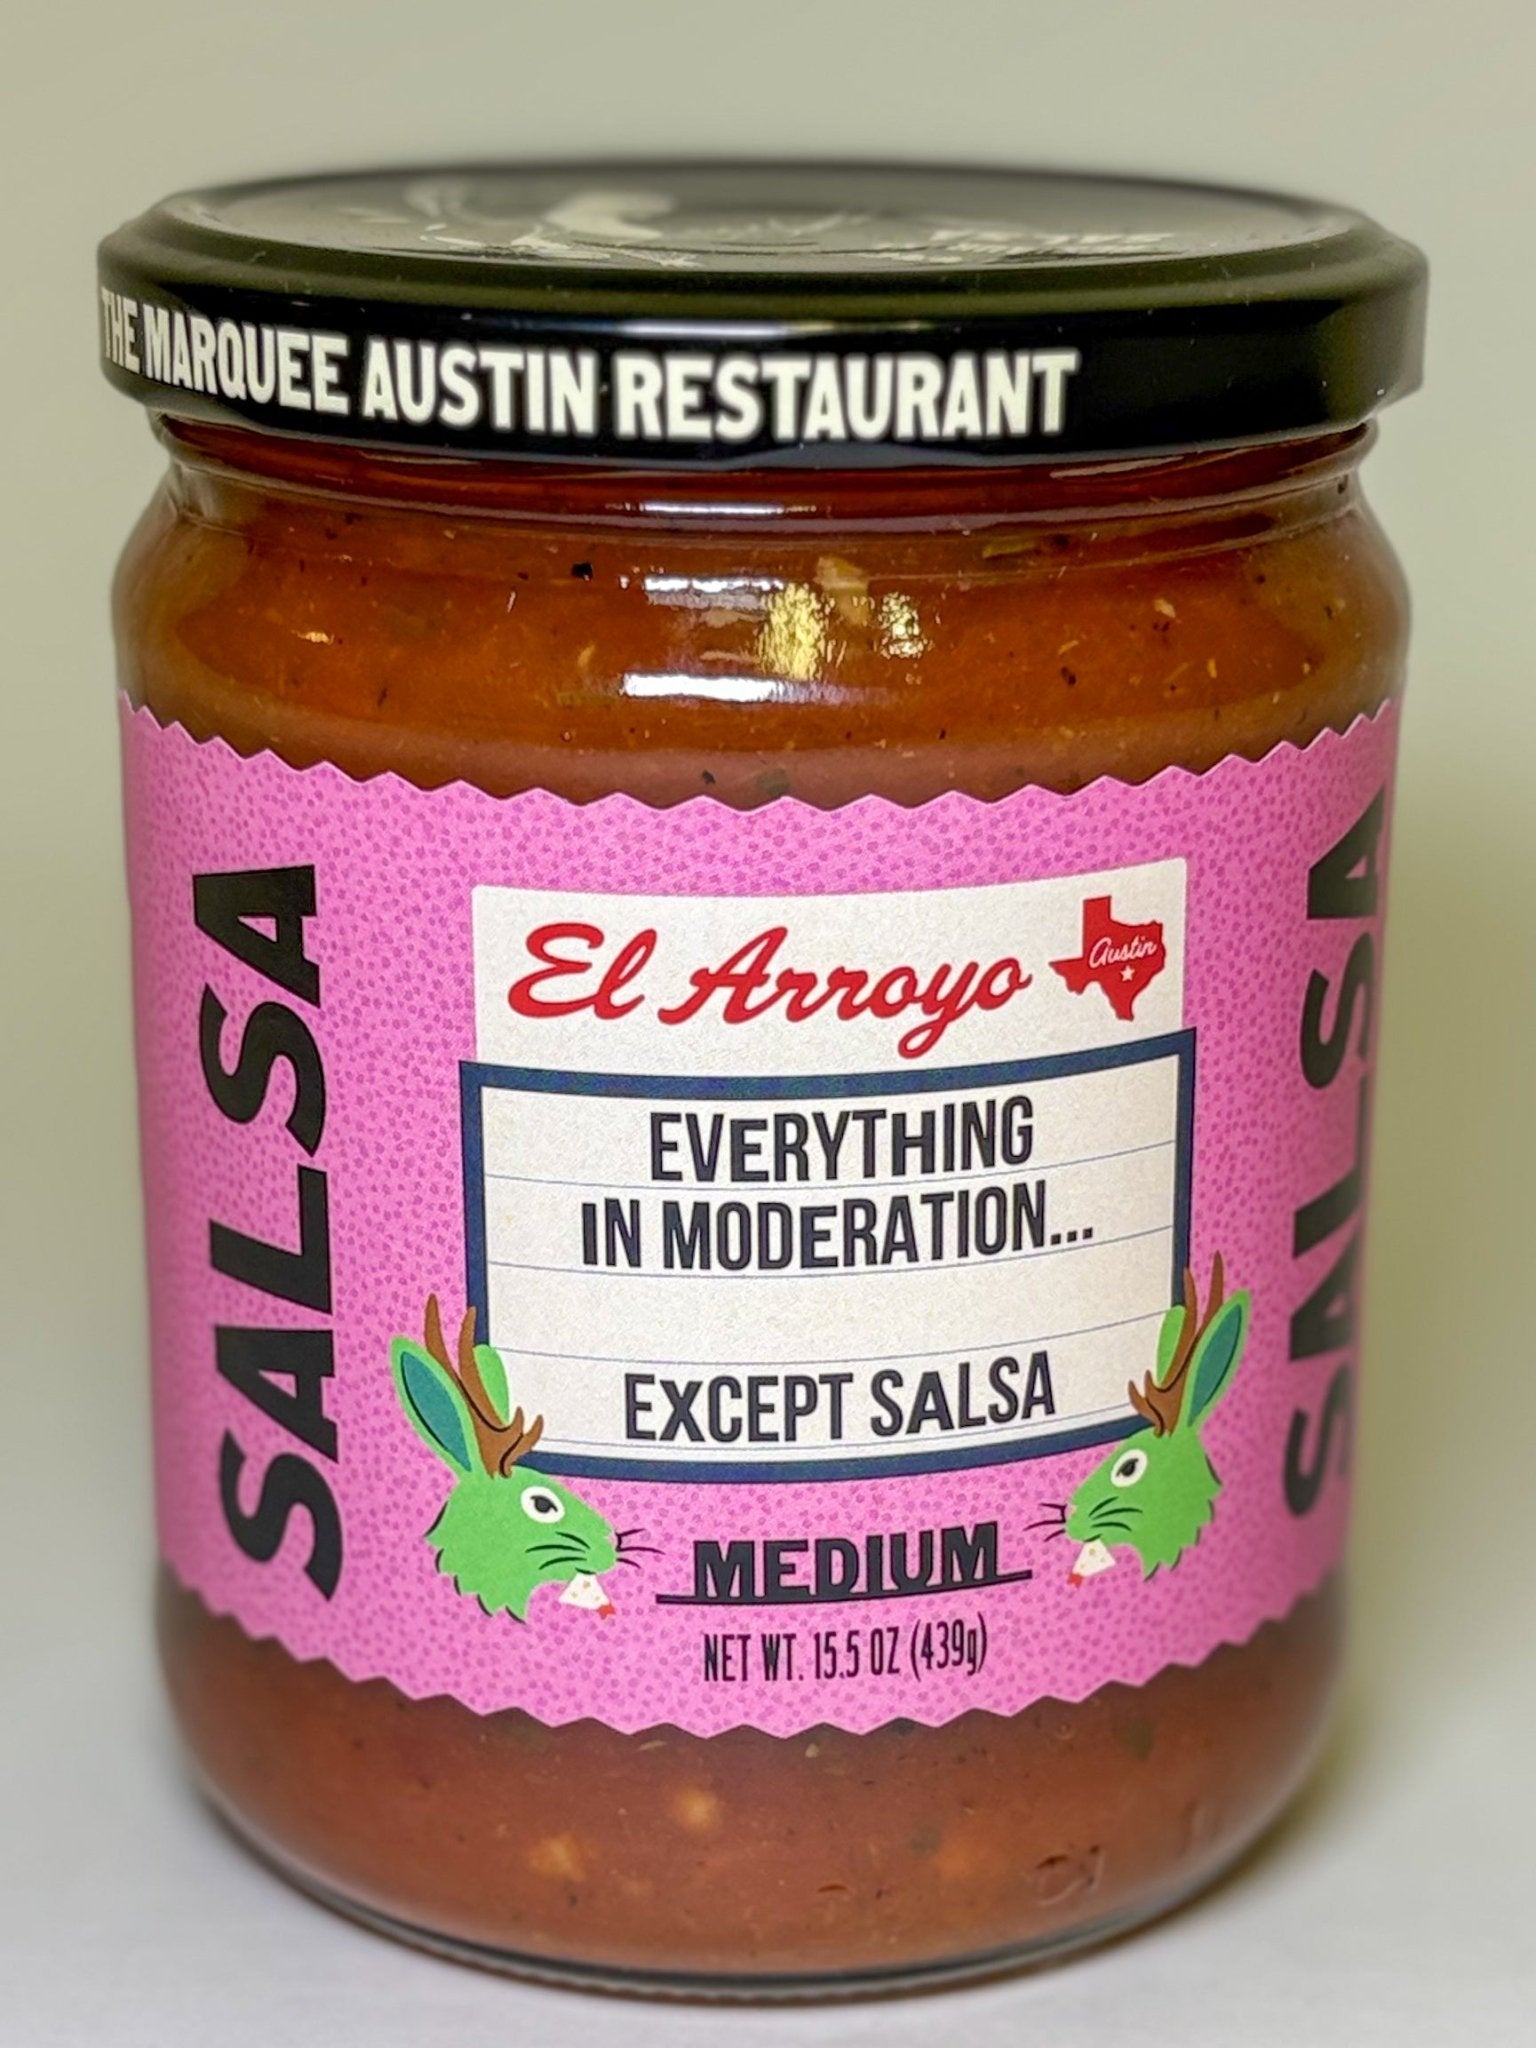 THE MARQUEE AUSTIN RESTAURANT
SALSA
El Arroyo
Austin
EVERYTHING
IN MODERATION...
EXCEPT SALSA
MEDIUM
NET WT. 15.5 OZ (439g)
SALSA